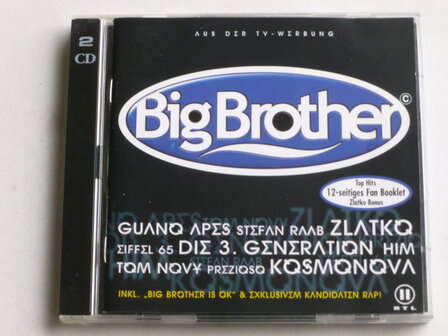 2
CD
AUS DER TV-WERBUNG
Big Brother ©
Top Hits
12-seitiges Fan Booklet
Zlatko Bonus
GUANO APES STEFAN RAAB ZLATKO
EIFFEL 65 DIE 3. GENERATION HIM
TOM NOVY PREZIOSO KOSMONOVA
INKL. „BIG BROTHER IS OK" & EXKLUSIVEM KANDIDATEN RAP!
II
RTL